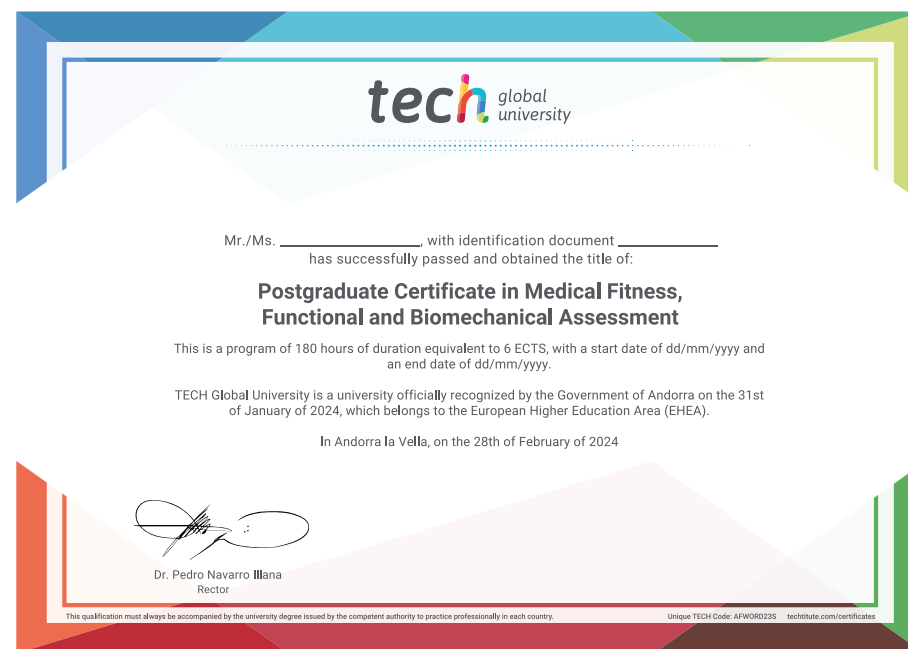 tech global
university
Mr./Ms. ____________________, with identification document ______________
has successfully passed and obtained the title of:
Postgraduate Certificate in Medical Fitness,
Functional and Biomechanical Assessment
This is a program of 180 hours of duration equivalent to 6 ECTS, with a start date of dd/mm/yyyy and
an end date of dd/mm/yyyy.
TECH Global University is a university officially recognized by the Government of Andorra on the 31st
of January of 2024, which belongs to the European Higher Education Area (EHEA).
In Andorra la Vella, on the 28th of February of 2024
Dr. Pedro Navarro Illana
Rector
This qualification must always be accompanied by the university degree issued by the competent authority to practice professionally in each country.
Unique TECH Code: AFWORD23S techtitute.com/certificates